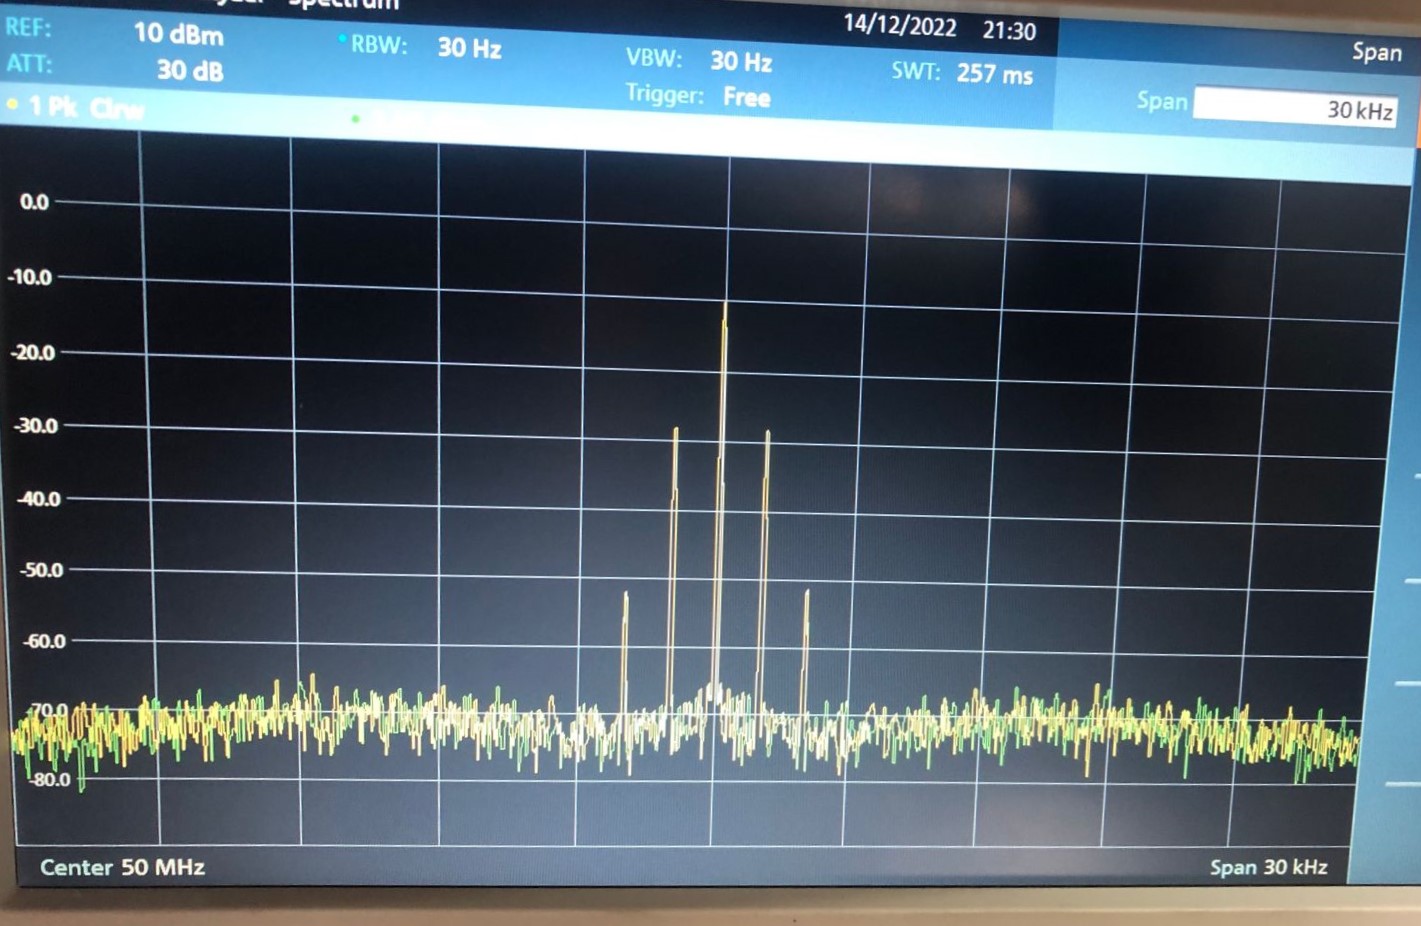 Spectrum
14/12/2022 21:30
REF: 10 dBm
RBW: 30 Hz
VBW: 30 Hz
SWT: 257 ms
ATT: 30 dB
Trigger: Free
1 Pk Clrw
Span
Span 30 kHz
0.0
-10.0
-20.0
-30.0
-40.0
-50.0
-60.0
-70.0
-80.0
Center 50 MHz
Span 30 kHz